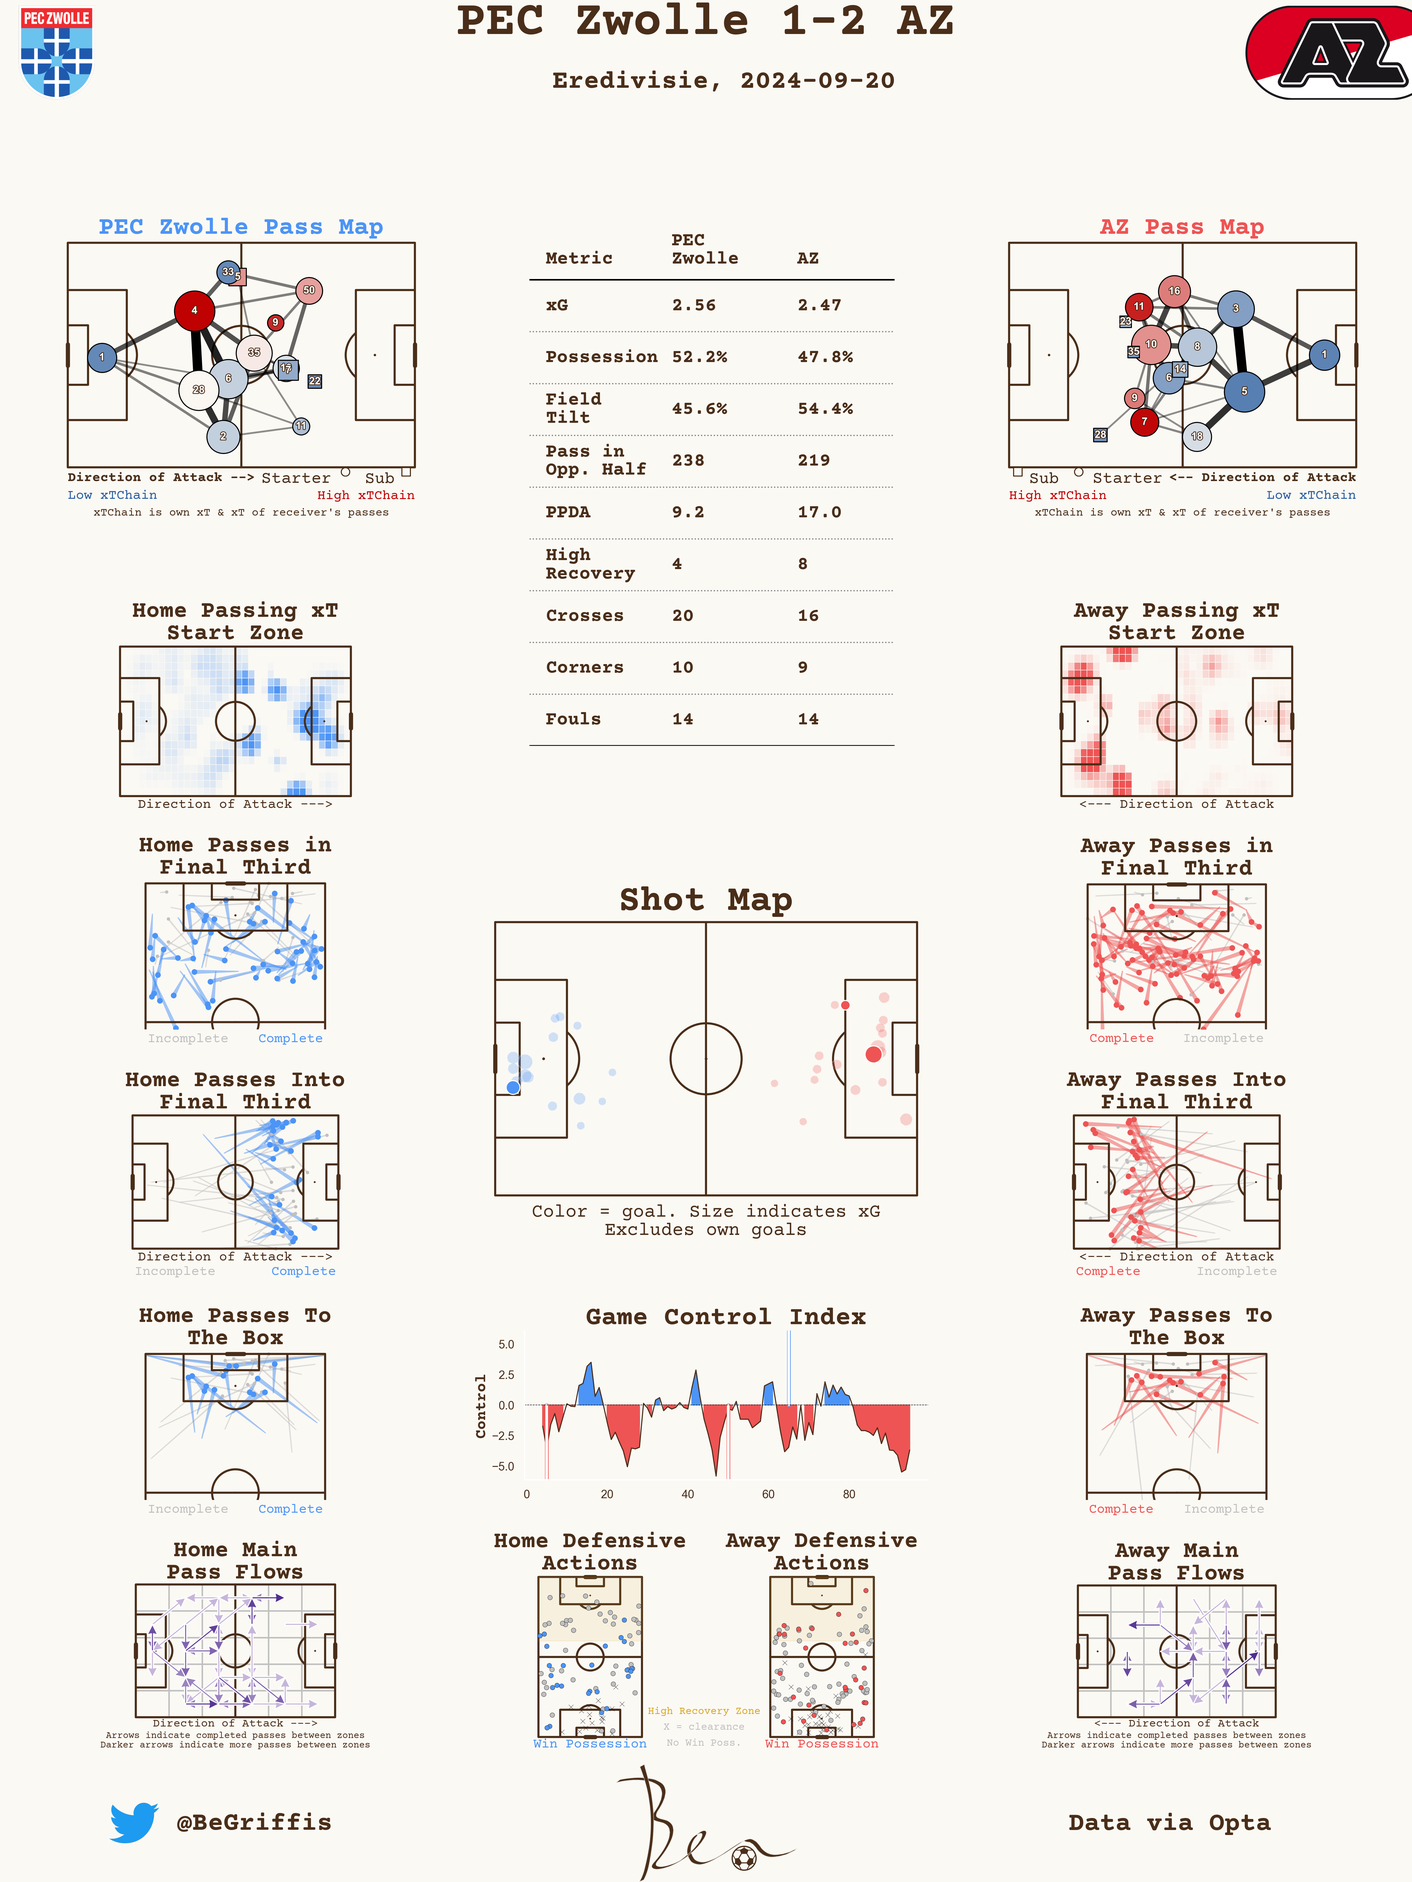 PEC ZWOLLE
PEC Zwolle 1-2 AZ
AZ
Eredivisie, 2024-09-20
PEC Zwolle Pass Map
33
5
50
4
9
1
35
6
17
22
28
2
11
Direction of Attack --> Starter Sub
Low xTChain High xTChain
xTChain is own xT & xT of receiver's passes
Metric PEC Zwolle AZ
xG 2.56 2.47
Possession 52.2% 47.8%
Field Tilt 45.6% 54.4%
Pass in Opp. Half 238 219
PPDA 9.2 17.0
High Recovery 4 8
Crosses 20 16
Corners 10 9
Fouls 14 14
AZ Pass Map
16
11
3
23
10
8
35
1
14
6
9
5
7
28
18
Sub Starter <-- Direction of Attack
High xTChain Low xTChain
xTChain is own xT & xT of receiver's passes
Home Passing xT
Start Zone
Direction of Attack --->
Away Passing xT
Start Zone
<--- Direction of Attack
Home Passes in
Final Third
Incomplete Complete
Away Passes in
Final Third
Complete Incomplete
Shot Map
Color = goal. Size indicates xG
Excludes own goals
Home Passes Into
Final Third
Direction of Attack --->
Incomplete Complete
Away Passes Into
Final Third
<--- Direction of Attack
Complete Incomplete
Home Passes To
The Box
Incomplete Complete
Game Control Index
Control
5.0
2.5
0.0
−2.5
−5.0
0 20 40 60 80
Away Passes To
The Box
Complete Incomplete
Home Main
Pass Flows
Direction of Attack --->
Arrows indicate completed passes between zones
Darker arrows indicate more passes between zones
Home Defensive
Actions
Win Possession
High Recovery Zone
X = clearance
No Win Poss.
Away Defensive
Actions
Win Possession
Away Main
Pass Flows
<--- Direction of Attack
Arrows indicate completed passes between zones
Darker arrows indicate more passes between zones
@BeGriffis
Ben
Data via Opta